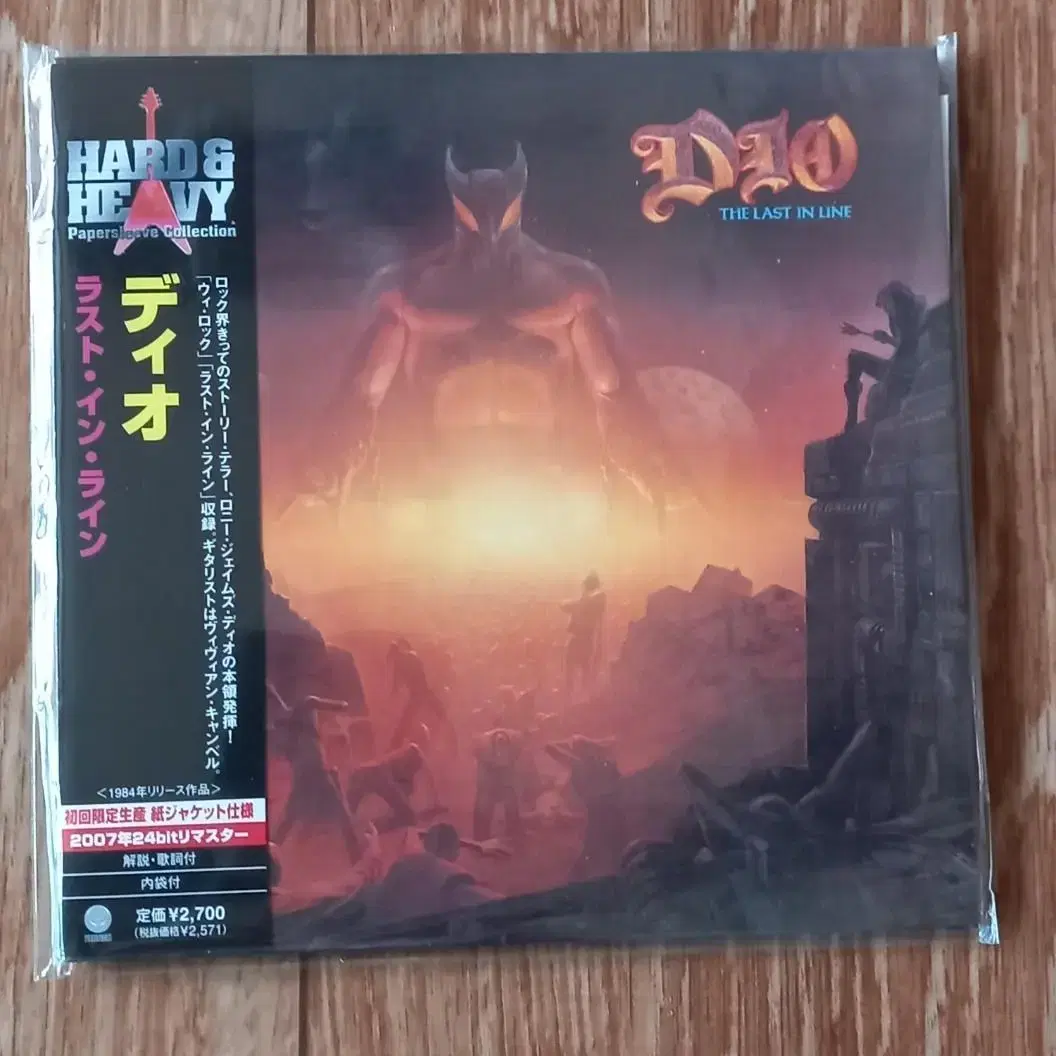 HARD &
HEAVY
Papersleeve Collection
ディオ
ラスト・イン・ライン
ロック界きってのストーリー・テラー、ロニー・ジェイムズ・ディオの本領発揮！
「ウィ・ロック」「ラスト・イン・ライン」収録。ギタリストはヴィヴィアン・キャンベル。
<1984年リリース作品>
初回限定生産 紙ジャケット仕様
2007年24bitリマスター
解説・歌詞付
内袋付
定価¥2,700
(税抜価格¥2,571)
DIO
THE LAST IN LINE